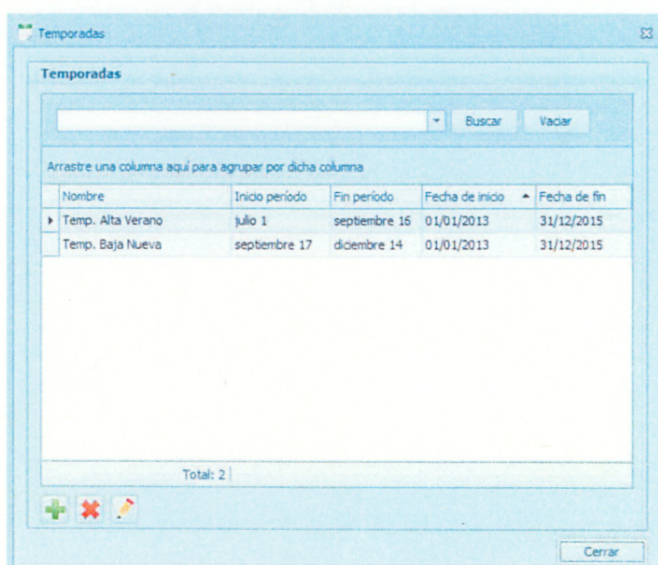 Temporadas
Temporadas
Buscar Vaciar
Arrastre una columna aquí para agrupar por dicha columna
Nombre Inicio período Fin período Fecha de inicio Fecha de fin
Temp. Alta Verano julio 1 septiembre 16 01/01/2013 31/12/2015
Temp. Baja Nueva septiembre 17 diciembre 14 01/01/2013 31/12/2015
Total: 2
Cerrar